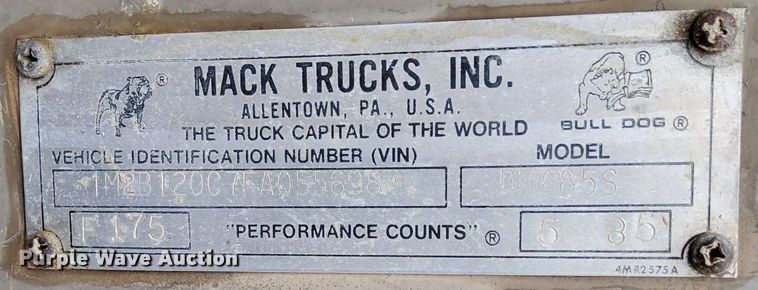 MACK TRUCKS, INC.
ALLENTOWN, PA., U.S.A.
THE TRUCK CAPITAL OF THE WORLD
®
BULL DOG ®
VEHICLE IDENTIFICATION NUMBER (VIN) MODEL
*1M2B120C7FA055698* DM685S
F 175 "PERFORMANCE COUNTS" ® 5 85
4MR2575A
Purple Wave Auction